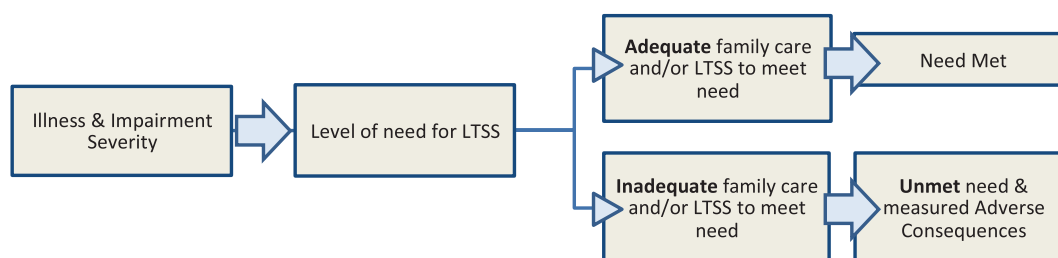 Illness & Impairment
Severity
Level of need for LTSS
Adequate family care
and/or LTSS to meet
need
Need Met
Inadequate family care
and/or LTSS to meet
need
Unmet need &
measured Adverse
Consequences